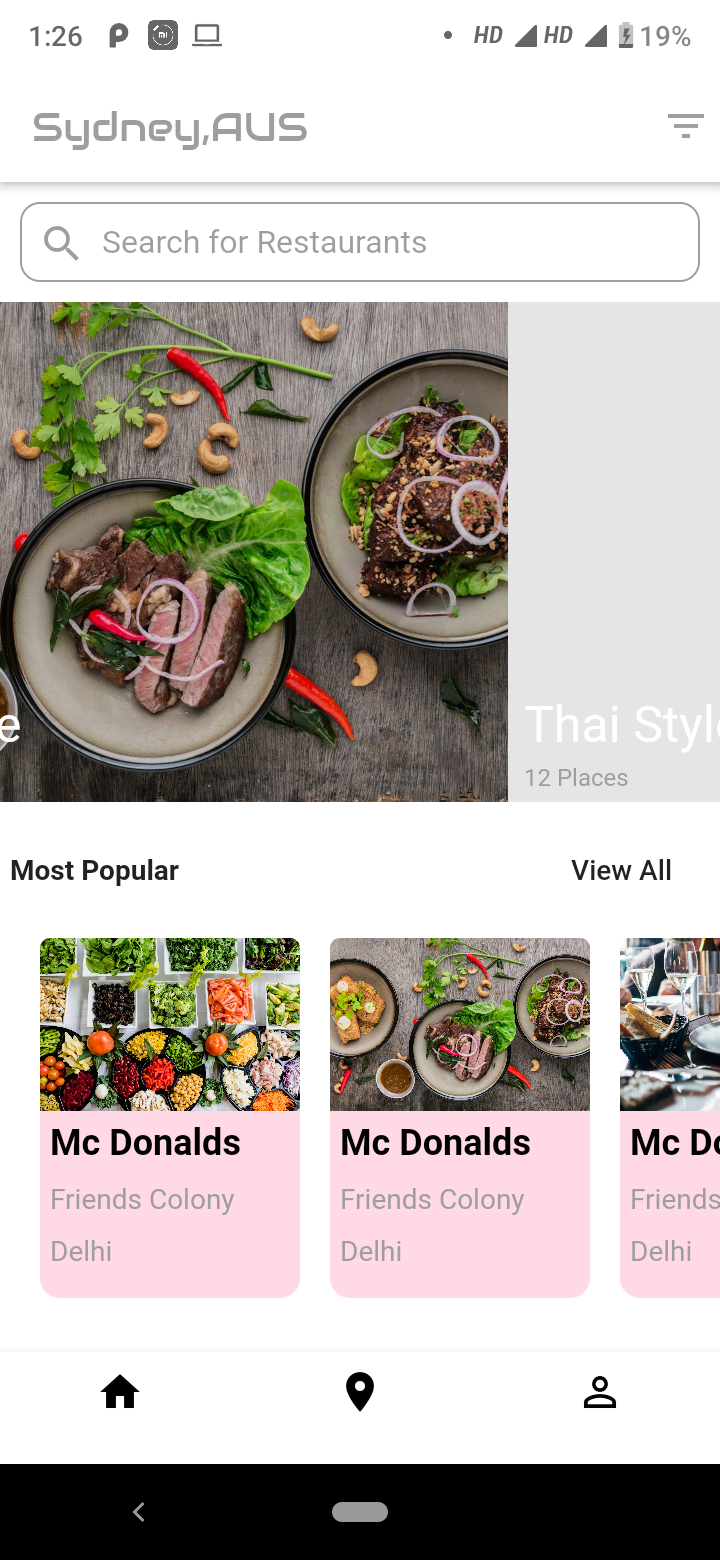 1:26
HD HD 19%
Sydney,AUS
Search for Restaurants
e
Thai Style
12 Places
Most Popular
View All
Mc Donalds
Friends Colony
Delhi
Mc Donalds
Friends Colony
Delhi
Mc Do
Friends
Delhi